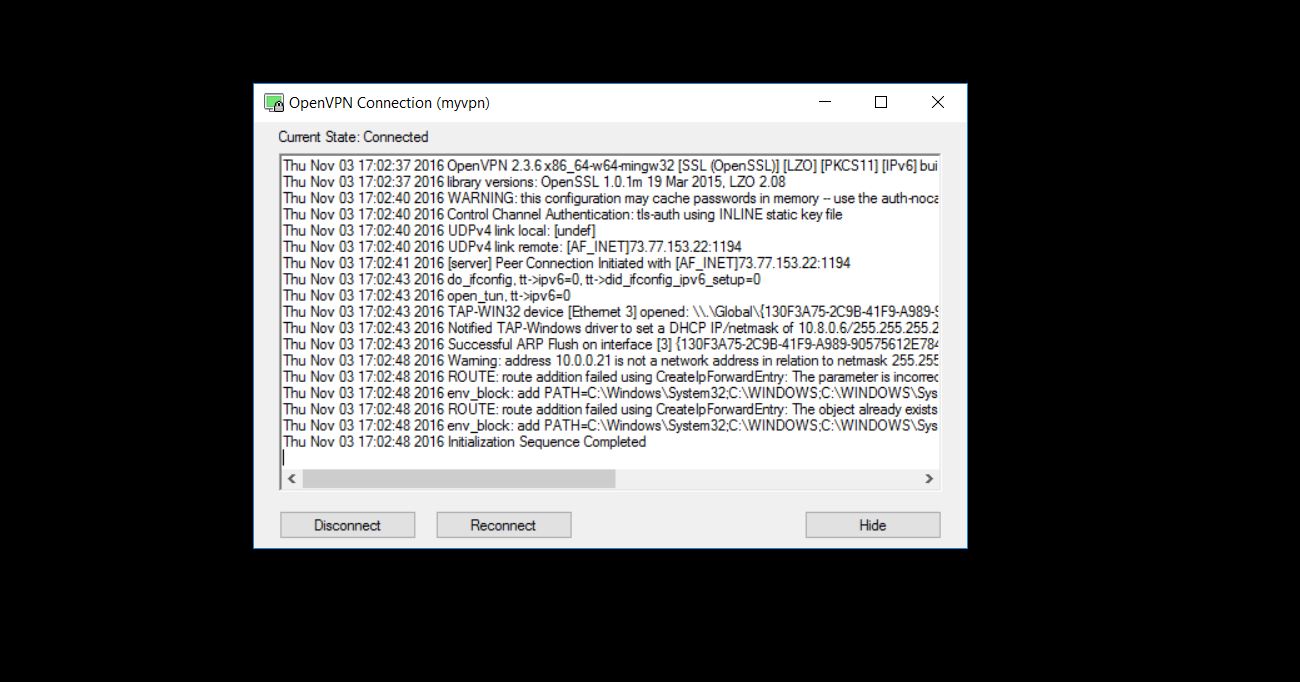 OpenVPN Connection (myvpn)
Current State: Connected
Thu Nov 03 17:02:37 2016 OpenVPN 2.3.6 x86_64-w64-mingw32 [SSL (OpenSSL)] [LZO] [PKCS11] [IPv6] bui
Thu Nov 03 17:02:37 2016 library versions: OpenSSL 1.0.1m 19 Mar 2015, LZO 2.08
Thu Nov 03 17:02:40 2016 WARNING: this configuration may cache passwords in memory -- use the auth-noca
Thu Nov 03 17:02:40 2016 Control Channel Authentication: tls-auth using INLINE static key file
Thu Nov 03 17:02:40 2016 UDPv4 link local: [undef]
Thu Nov 03 17:02:40 2016 UDPv4 link remote: [AF_INET]73.77.153.22:1194
Thu Nov 03 17:02:41 2016 [server] Peer Connection Initiated with [AF_INET]73.77.153.22:1194
Thu Nov 03 17:02:43 2016 do_ifconfig, tt->ipv6=0, tt->did_ifconfig_ipv6_setup=0
Thu Nov 03 17:02:43 2016 open_tun, tt->ipv6=0
Thu Nov 03 17:02:43 2016 TAP-WIN32 device [Ethernet 3] opened: \\.\Global\{130F3A75-2C9B-41F9-A989-9
Thu Nov 03 17:02:43 2016 Notified TAP-Windows driver to set a DHCP IP/netmask of 10.8.0.6/255.255.255.2
Thu Nov 03 17:02:43 2016 Successful ARP Flush on interface [3] {130F3A75-2C9B-41F9-A989-90575612E784
Thu Nov 03 17:02:48 2016 Warning: address 10.0.0.21 is not a network address in relation to netmask 255.255
Thu Nov 03 17:02:48 2016 ROUTE: route addition failed using CreateIpForwardEntry: The parameter is incorrec
Thu Nov 03 17:02:48 2016 env_block: add PATH=C:\Windows\System32;C:\WINDOWS;C:\WINDOWS\Sys
Thu Nov 03 17:02:48 2016 ROUTE: route addition failed using CreateIpForwardEntry: The object already exists
Thu Nov 03 17:02:48 2016 env_block: add PATH=C:\Windows\System32;C:\WINDOWS;C:\WINDOWS\Sys
Thu Nov 03 17:02:48 2016 Initialization Sequence Completed
Disconnect Reconnect Hide